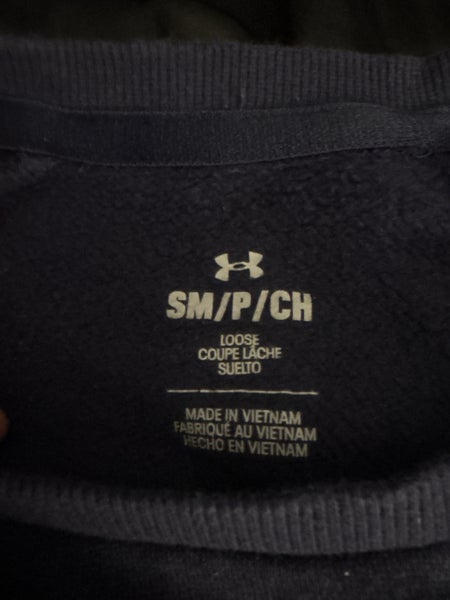 SM/P/CH
LOOSE
COUPE LÂCHE
SUELTO
MADE IN VIETNAM
FABRIQUÉ AU VIETNAM
HECHO EN VIETNAM